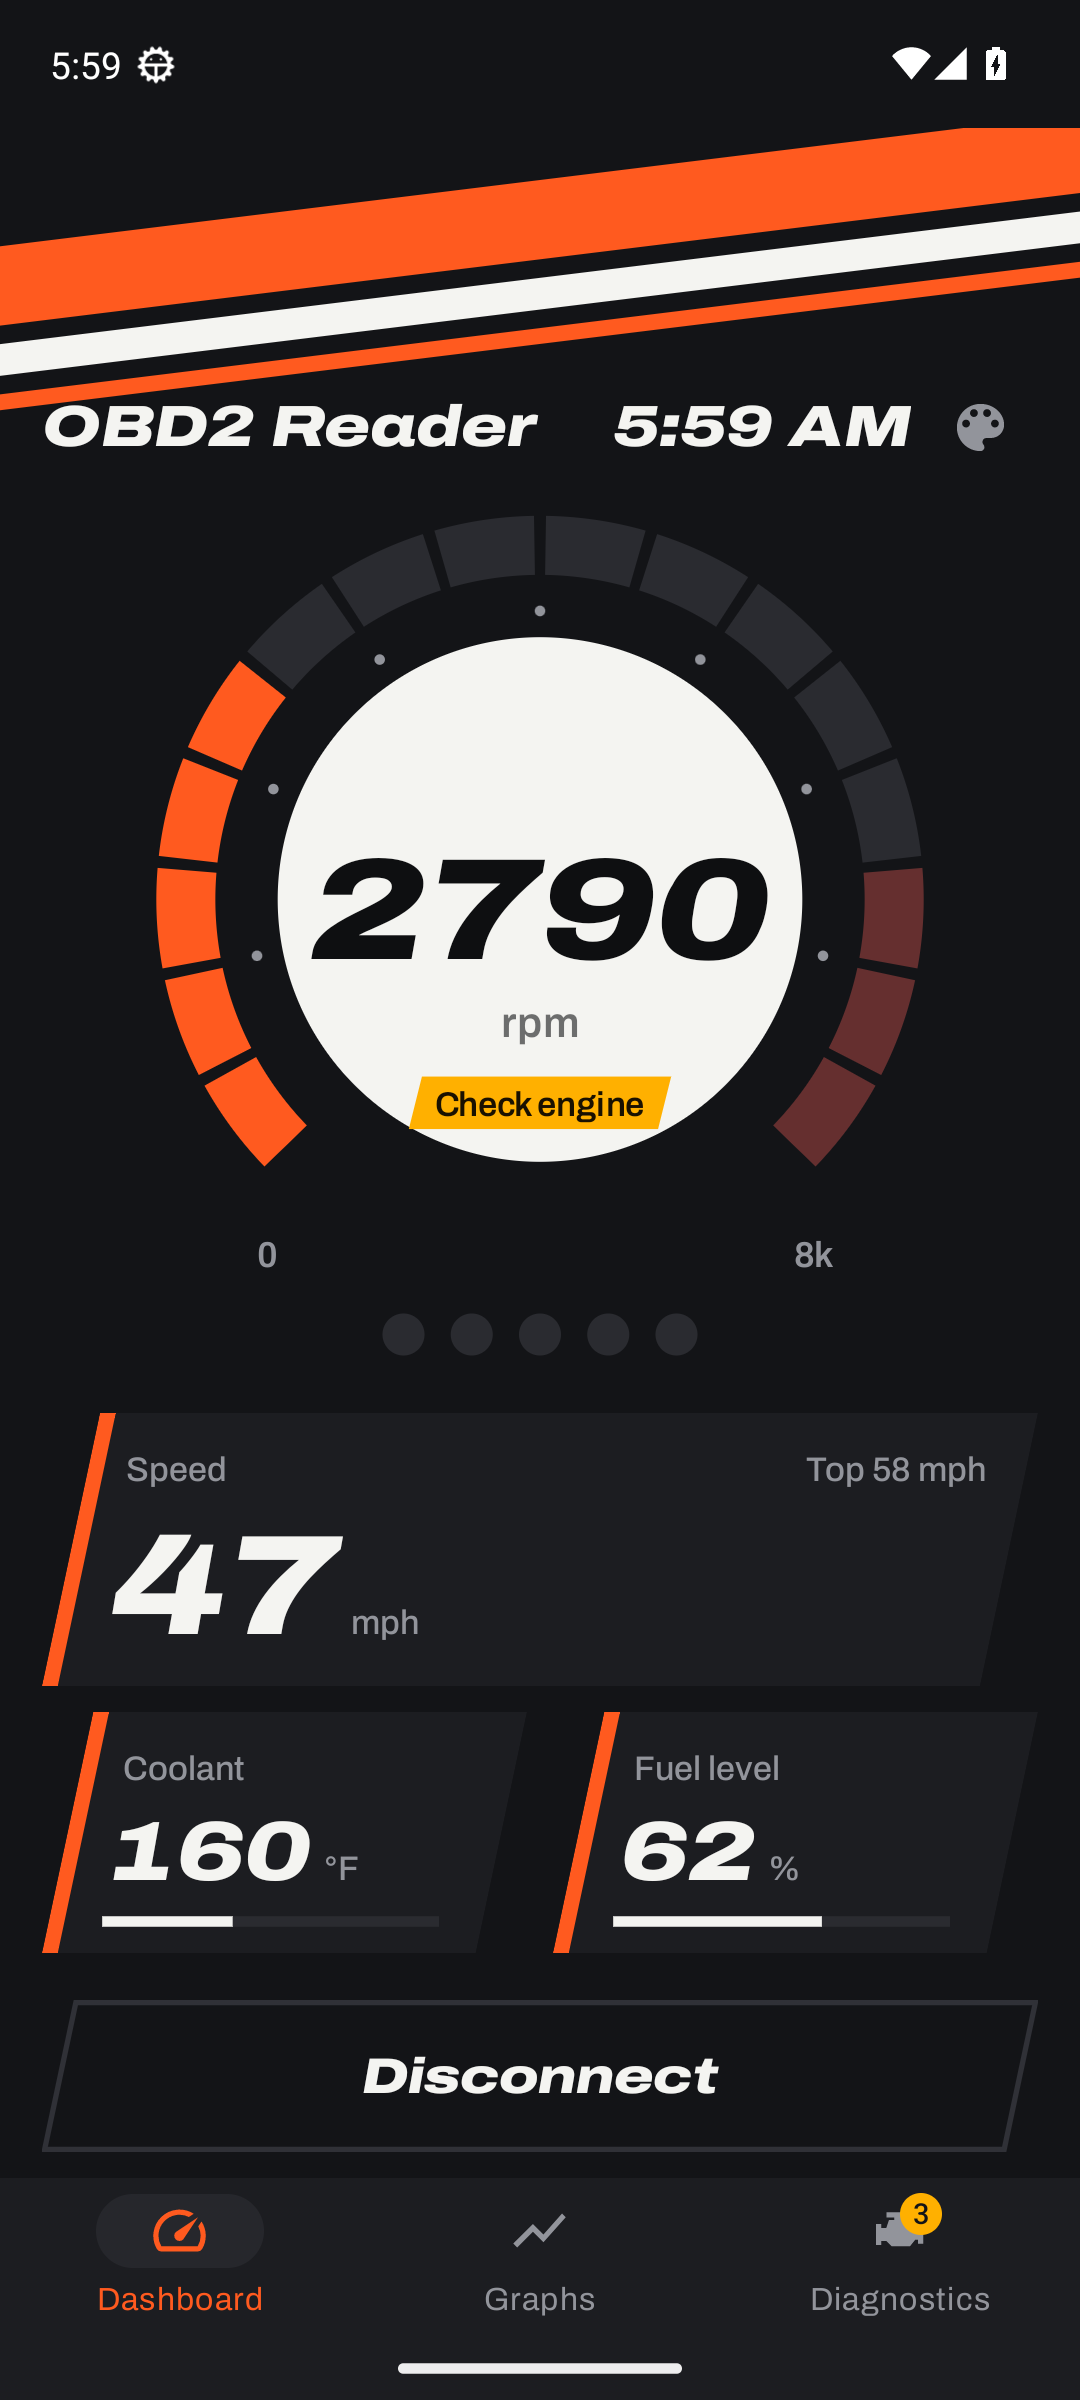 5:59
OBD2 Reader 5:59 AM
2790
rpm
Check engine
0 8k
Speed Top 58 mph
47 mph
Coolant Fuel level
160 °F 62 %
Disconnect
3
Dashboard Graphs Diagnostics